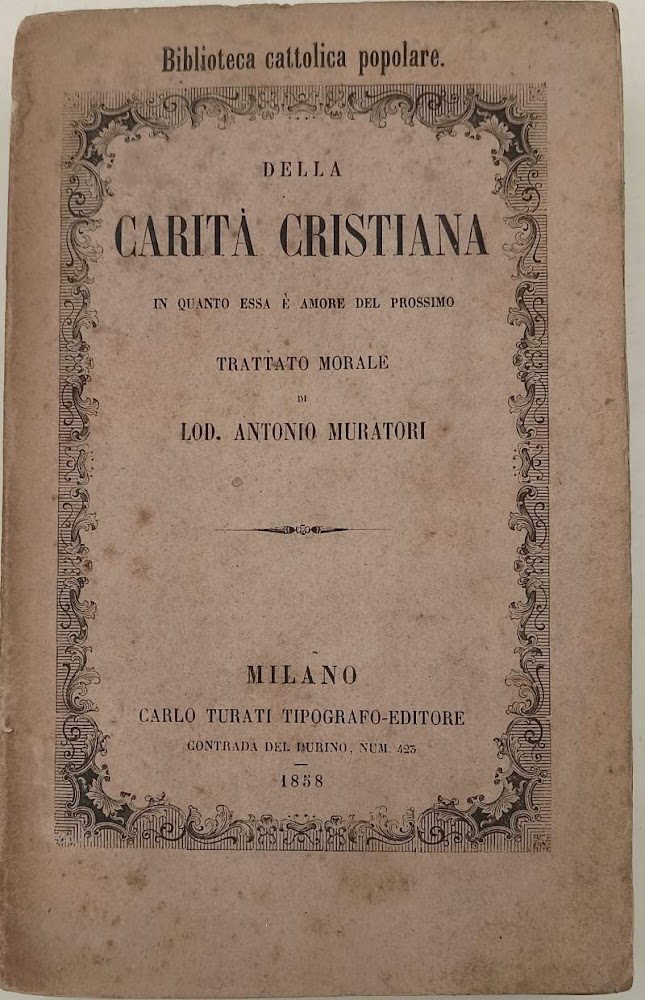 Biblioteca cattolica popolare.
DELLA
CARITÀ CRISTIANA
IN QUANTO ESSA È AMORE DEL PROSSIMO
TRATTATO MORALE
DI
LOD. ANTONIO MURATORI
MILANO
CARLO TURATI TIPOGRAFO-EDITORE
CONTRADA DEL DURINO, NUM. 423
1858